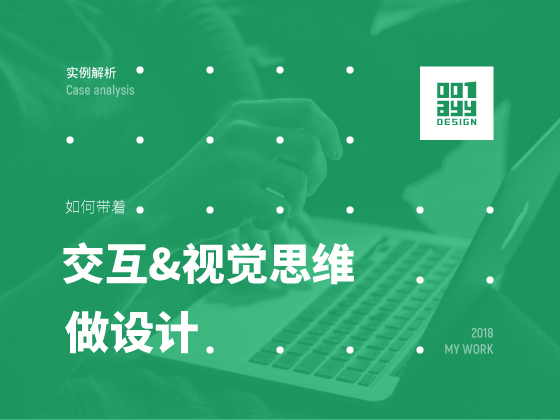 实例解析
Case analysis
001
ayy
DESIGN
如何带着
交互&视觉思维
做设计
2018
MY WORK